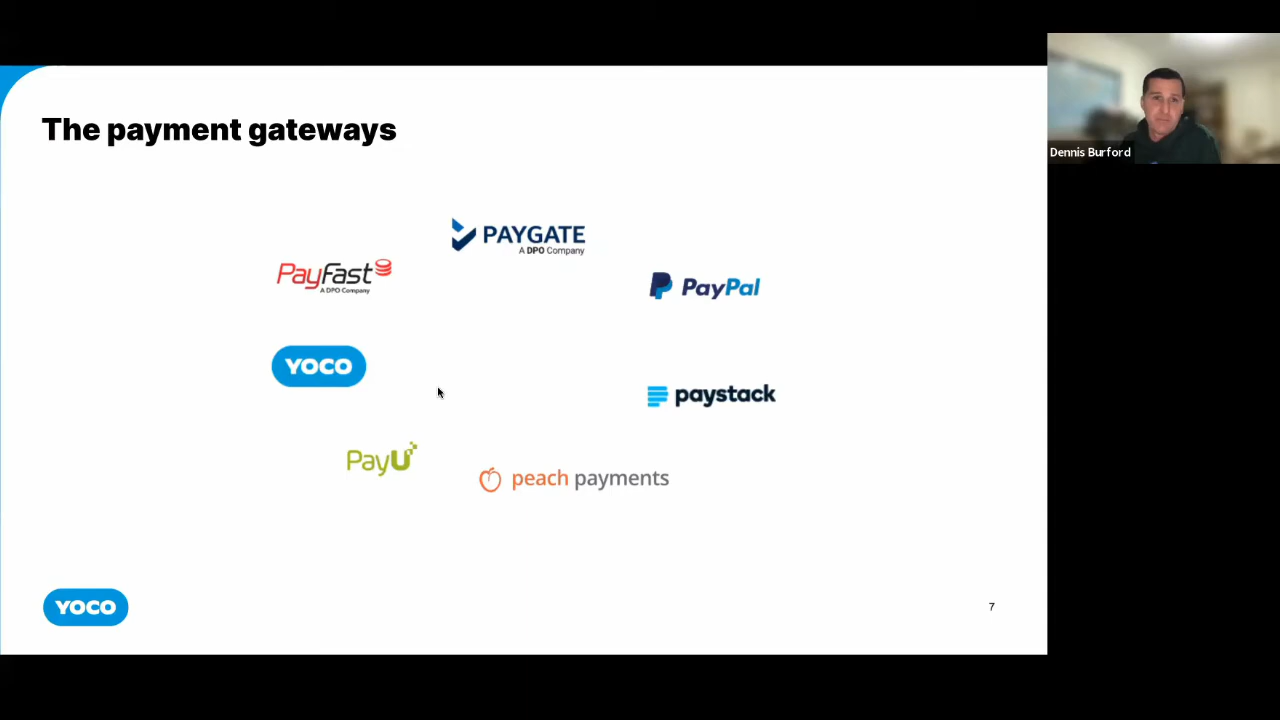 The payment gateways
PAYGATE
A DPO Company
PayFast
A DPO Company
PayPal
YOCO
paystack
PayU
peach payments
YOCO
7
Dennis Burford